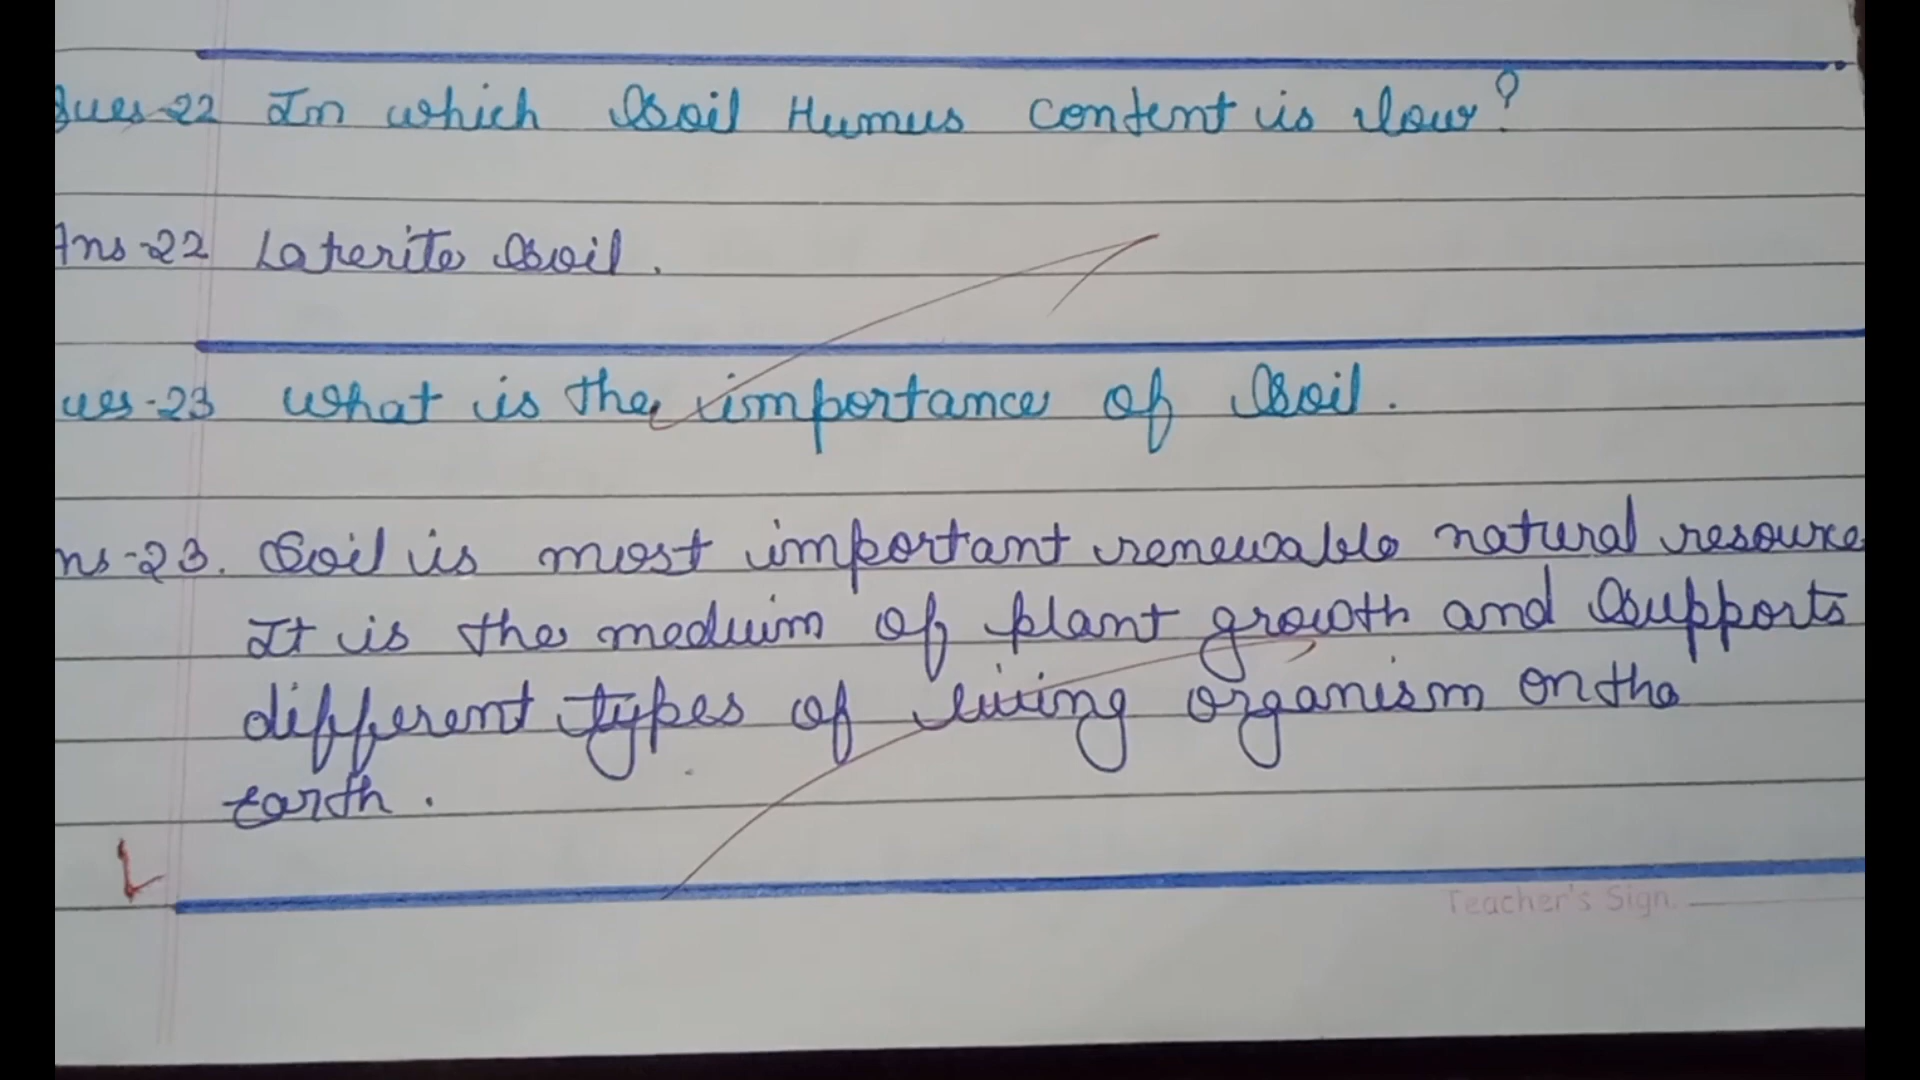 Ques-22 In which Soil Humus content is low?
Ans-22 Laterite Soil.
ues-23 What is the importance of Soil.
ns-23. Soil is most important renewable natural resource
It is the meduim of plant growth and supports
different types of living organism on the
earth.
Teacher's Sign.